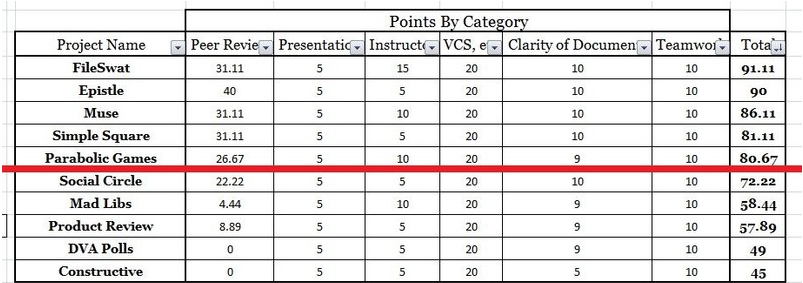 Points By Category
Project Name Peer Revie Presentatic Instructo VCS, e Clarity of Documen Teamwor Total
FileSwat 31.11 5 15 20 10 10 91.11
Epistle 40 5 5 20 10 10 90
Muse 31.11 5 10 20 10 10 86.11
Simple Square 31.11 5 5 20 10 10 81.11
Parabolic Games 26.67 5 10 20 9 10 80.67
Social Circle 22.22 5 5 20 10 10 72.22
Mad Libs 4.44 5 10 20 9 10 58.44
Product Review 8.89 5 5 20 9 10 57.89
DVA Polls 0 5 5 20 9 10 49
Constructive 0 5 5 20 5 10 45